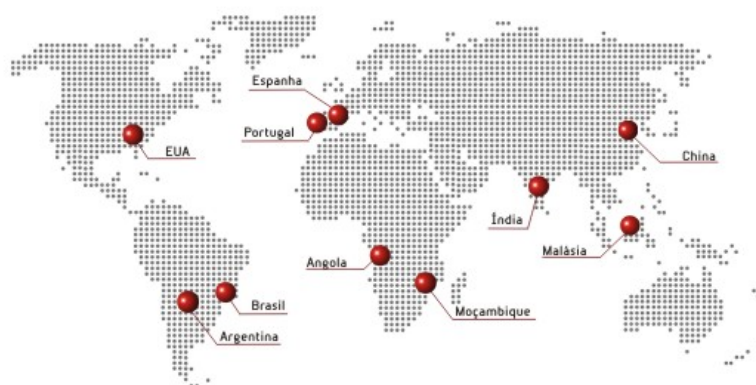 Espanha
Portugal
EUA
China
Índia
Malásia
Angola
Brasil
Moçambique
Argentina